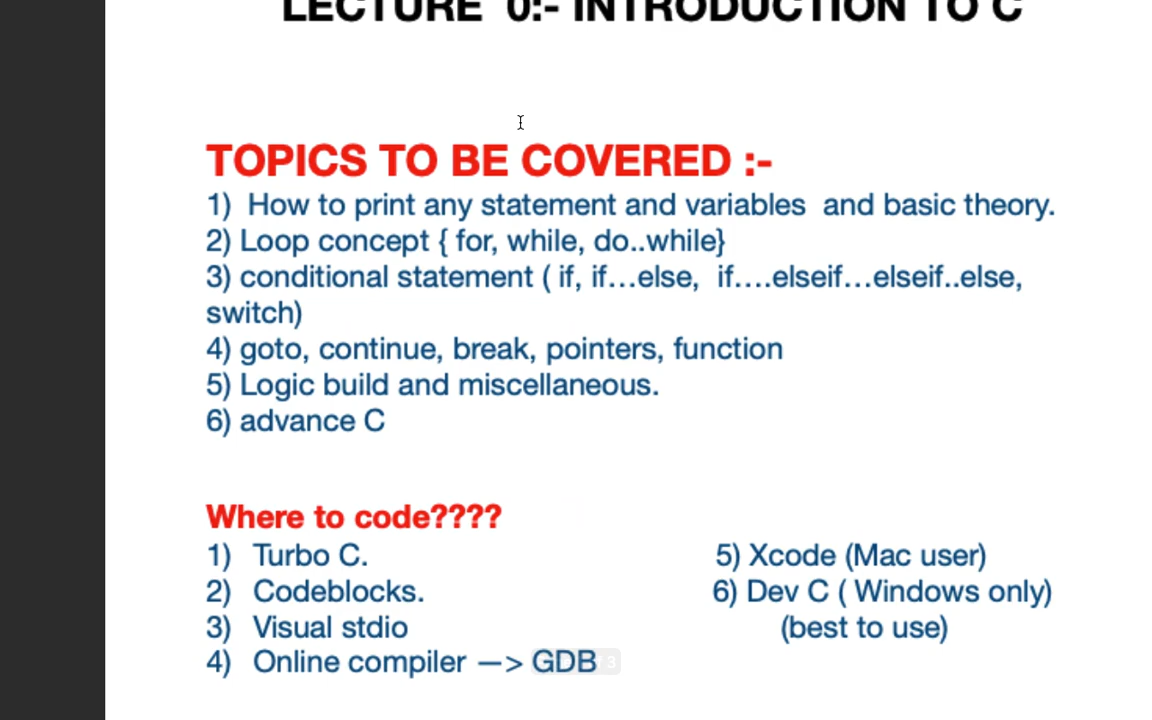 LECTURE 0:- INTRODUCTION TO C
TOPICS TO BE COVERED :-
1) How to print any statement and variables and basic theory.
2) Loop concept { for, while, do..while}
3) conditional statement ( if, if...else, if....elseif...elseif..else,
switch)
4) goto, continue, break, pointers, function
5) Logic build and miscellaneous.
6) advance C
Where to code????
1) Turbo C.
2) Codeblocks.
3) Visual stdio
4) Online compiler —> GDB
5) Xcode (Mac user)
6) Dev C ( Windows only)
(best to use)